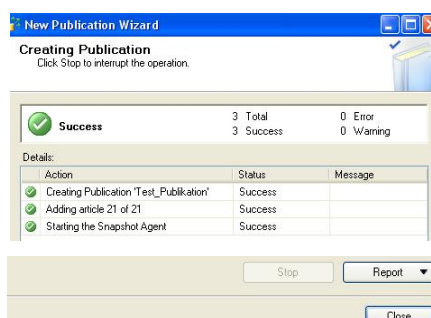 New Publication Wizard
Creating Publication
Click Stop to interrupt the operation.
Success
3 Total
0 Error
3 Success
0 Warning
Details:
Action Status Message
Creating Publication 'Test_Publikation' Success
Adding article 21 of 21 Success
Starting the Snapshot Agent Success
Stop Report
Close